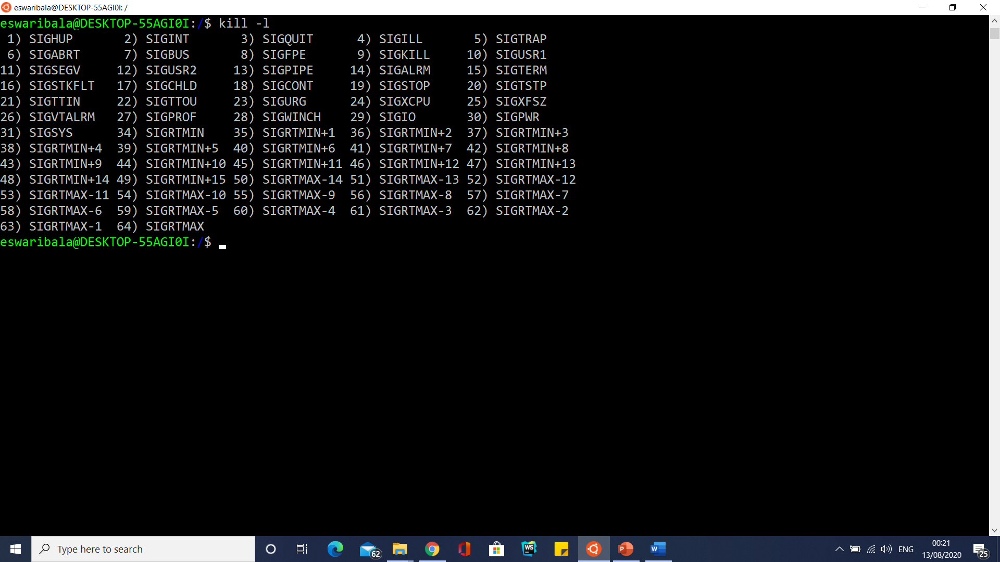 eswaribala@DESKTOP-55AGI0I: /
eswaribala@DESKTOP-55AGI0I:/$ kill -l
 1) SIGHUP       2) SIGINT       3) SIGQUIT      4) SIGILL       5) SIGTRAP
 6) SIGABRT      7) SIGBUS       8) SIGFPE       9) SIGKILL     10) SIGUSR1
11) SIGSEGV     12) SIGUSR2     13) SIGPIPE     14) SIGALRM     15) SIGTERM
16) SIGSTKFLT   17) SIGCHLD     18) SIGCONT     19) SIGSTOP     20) SIGTSTP
21) SIGTTIN     22) SIGTTOU     23) SIGURG      24) SIGXCPU     25) SIGXFSZ
26) SIGVTALRM   27) SIGPROF     28) SIGWINCH    29) SIGIO       30) SIGPWR
31) SIGSYS      34) SIGRTMIN    35) SIGRTMIN+1  36) SIGRTMIN+2  37) SIGRTMIN+3
38) SIGRTMIN+4  39) SIGRTMIN+5  40) SIGRTMIN+6  41) SIGRTMIN+7  42) SIGRTMIN+8
43) SIGRTMIN+9  44) SIGRTMIN+10 45) SIGRTMIN+11 46) SIGRTMIN+12 47) SIGRTMIN+13
48) SIGRTMIN+14 49) SIGRTMIN+15 50) SIGRTMAX-14 51) SIGRTMAX-13 52) SIGRTMAX-12
53) SIGRTMAX-11 54) SIGRTMAX-10 55) SIGRTMAX-9  56) SIGRTMAX-8  57) SIGRTMAX-7
58) SIGRTMAX-6  59) SIGRTMAX-5  60) SIGRTMAX-4  61) SIGRTMAX-3  62) SIGRTMAX-2
63) SIGRTMAX-1  64) SIGRTMAX
eswaribala@DESKTOP-55AGI0I:/$
Type here to search
62
WS
P
W
ENG
00:21
13/08/2020
25